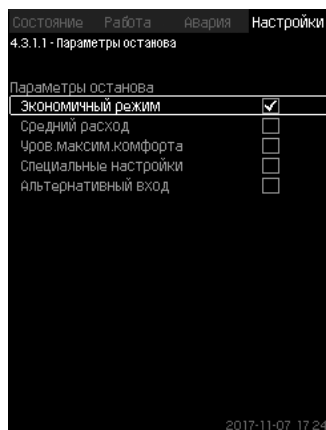 Состояние Работа Авария Настройки
4.3.1.1 - Параметры останова
Параметры останова
Экономичный режим
Средний расход
Уров.максим.комфорта
Специальные настройки
Альтернативный вход
2017-11-07 17:24